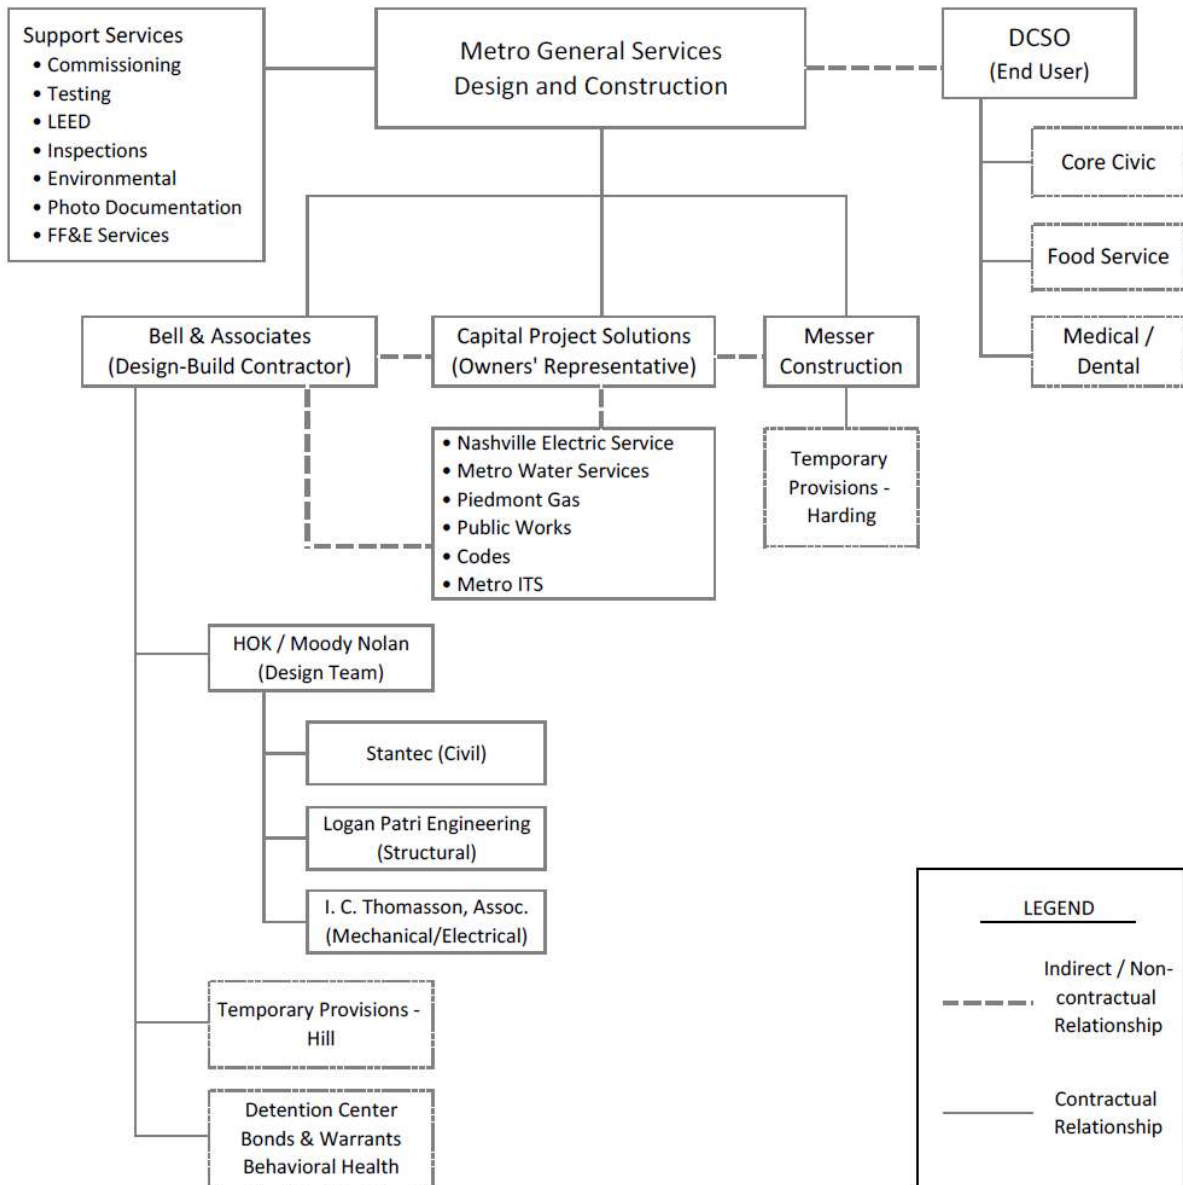 Support Services
• Commissioning
• Testing
• LEED
• Inspections
• Environmental
• Photo Documentation
• FF&E Services
Metro General Services
Design and Construction
DCSO
(End User)
Core Civic
Food Service
Medical /
Dental
Bell & Associates
(Design-Build Contractor)
Capital Project Solutions
(Owners' Representative)
Messer
Construction
• Nashville Electric Service
• Metro Water Services
• Piedmont Gas
• Public Works
• Codes
• Metro ITS
Temporary
Provisions -
Harding
HOK / Moody Nolan
(Design Team)
Stantec (Civil)
Logan Patri Engineering
(Structural)
I. C. Thomasson, Assoc.
(Mechanical/Electrical)
Temporary Provisions -
Hill
Detention Center
Bonds & Warrants
Behavioral Health
LEGEND
Indirect / Non-
contractual
Relationship
Contractual
Relationship